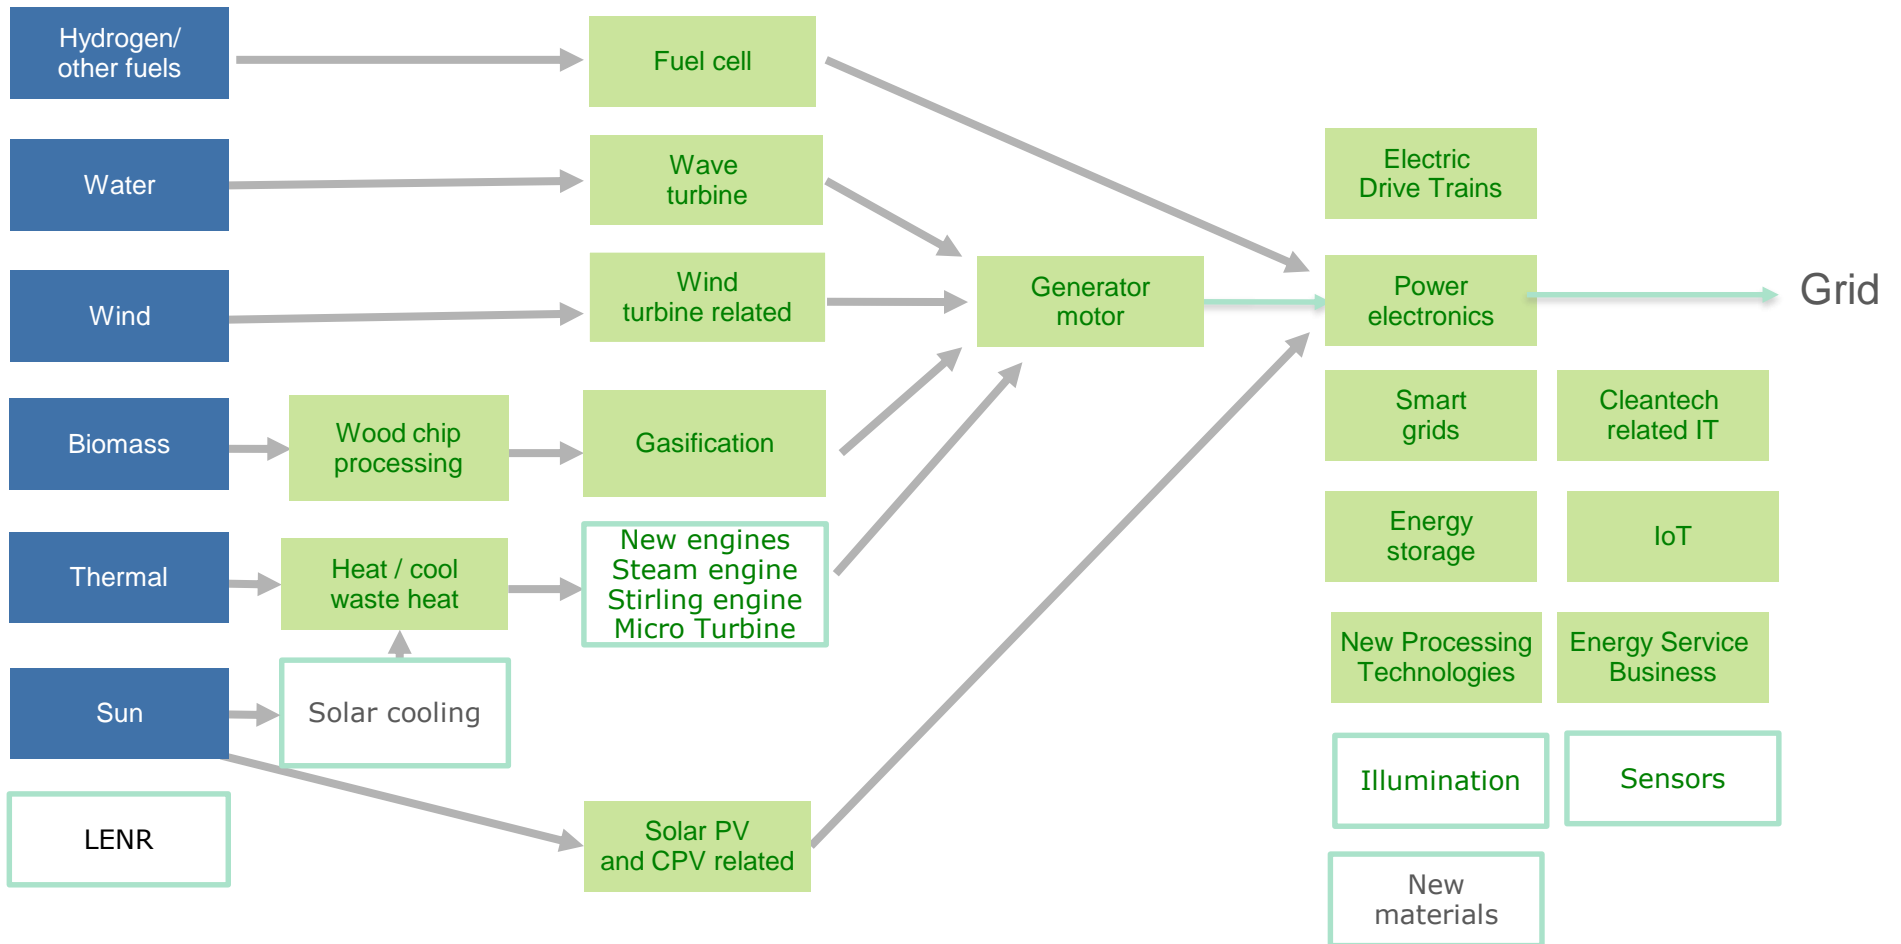 Hydrogen/
other fuels
Fuel cell
Water
Wave
turbine
Electric
Drive Trains
Wind
Wind
turbine related
Generator
motor
Power
electronics
Grid
Biomass
Wood chip
processing
Gasification
Smart
grids
Cleantech
related IT
Thermal
Heat / cool
waste heat
New engines
Steam engine
Stirling engine
Micro Turbine
Energy
storage
IoT
Sun
Solar cooling
New Processing
Technologies
Energy Service
Business
LENR
Solar PV
and CPV related
Illumination
Sensors
New
materials